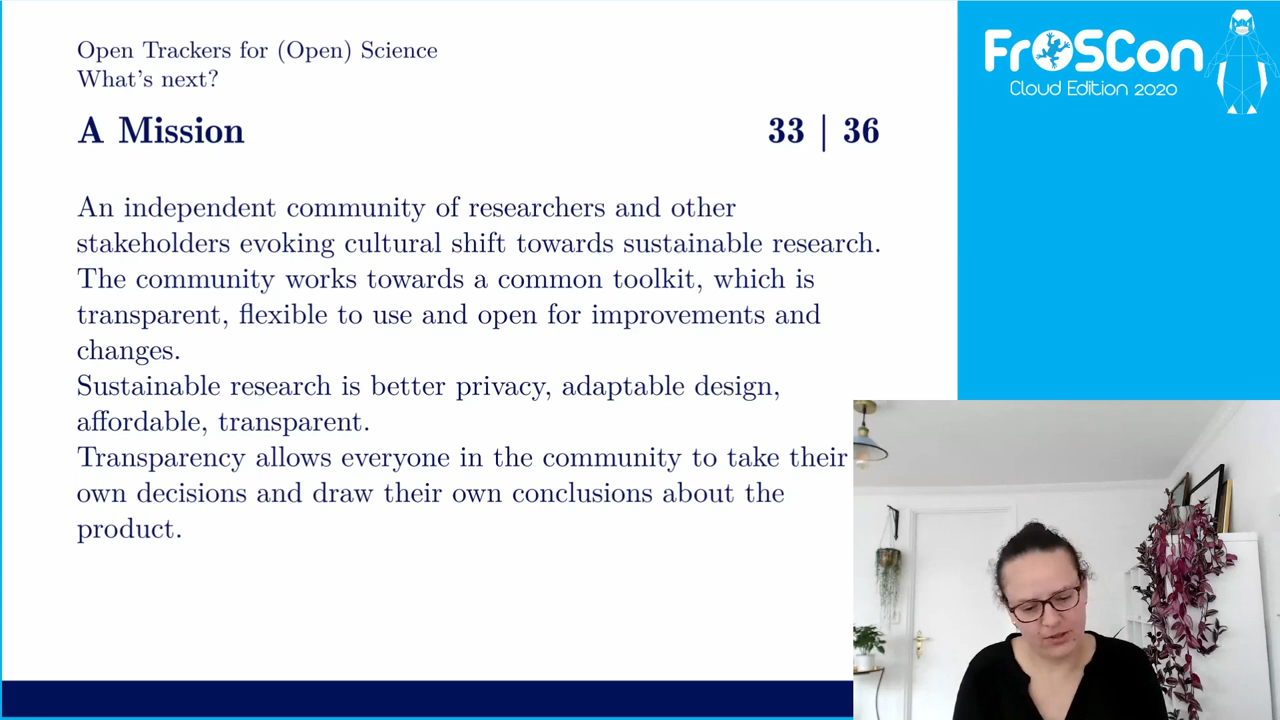 Open Trackers for (Open) Science
What's next?
A Mission 33 | 36
An independent community of researchers and other
stakeholders evoking cultural shift towards sustainable research.
The community works towards a common toolkit, which is
transparent, flexible to use and open for improvements and
changes.
Sustainable research is better privacy, adaptable design,
affordable, transparent.
Transparency allows everyone in the community to take their
own decisions and draw their own conclusions about the
product.
FrOSCon
Cloud Edition 2020